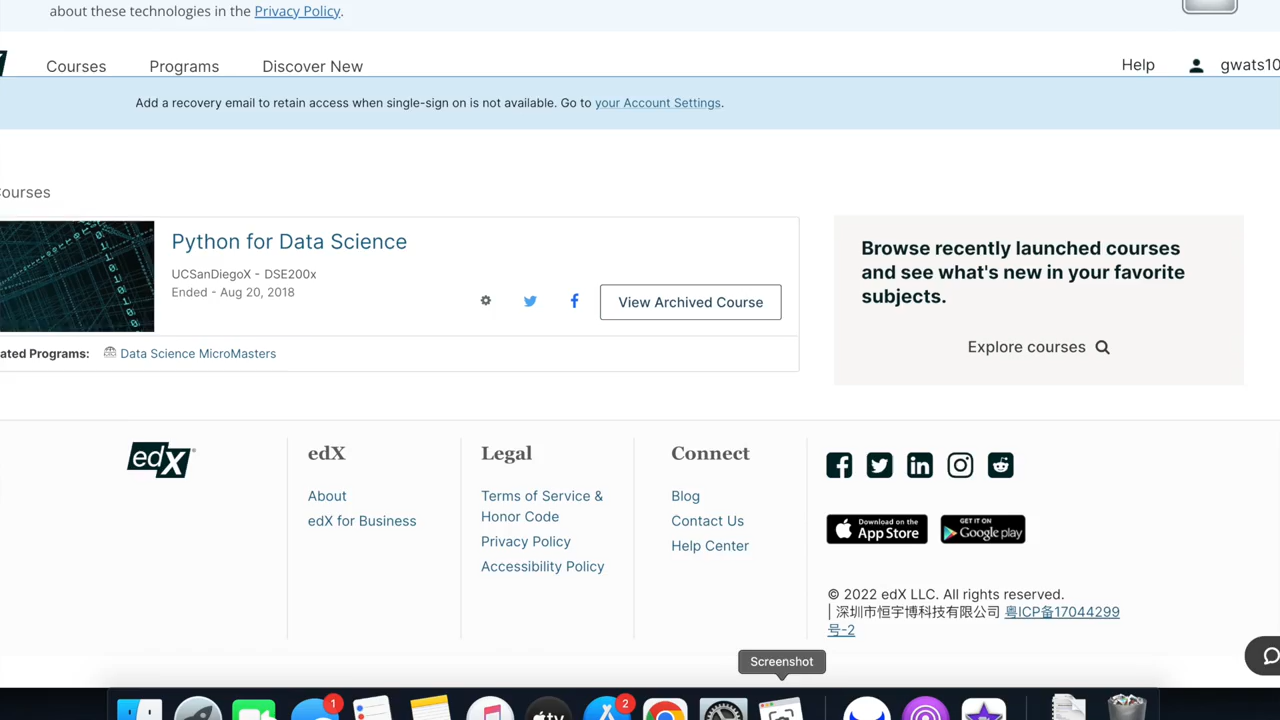 about these technologies in the Privacy Policy.
Courses Programs Discover New Help gwats10
Add a recovery email to retain access when single-sign on is not available. Go to your Account Settings.
ourses
Python for Data Science
UCSanDiegoX - DSE200x
Ended - Aug 20, 2018
View Archived Course
ated Programs: Data Science MicroMasters
Browse recently launched courses
and see what's new in your favorite
subjects.
Explore courses
edX
edX
About
edX for Business
Legal
Terms of Service &
Honor Code
Privacy Policy
Accessibility Policy
Connect
Blog
Contact Us
Help Center
Download on the
App Store
GET IT ON
Google play
© 2022 edX LLC. All rights reserved.
| 深圳市恒宇博科技有限公司 粤ICP备17044299
号-2
Screenshot
1
2
tv